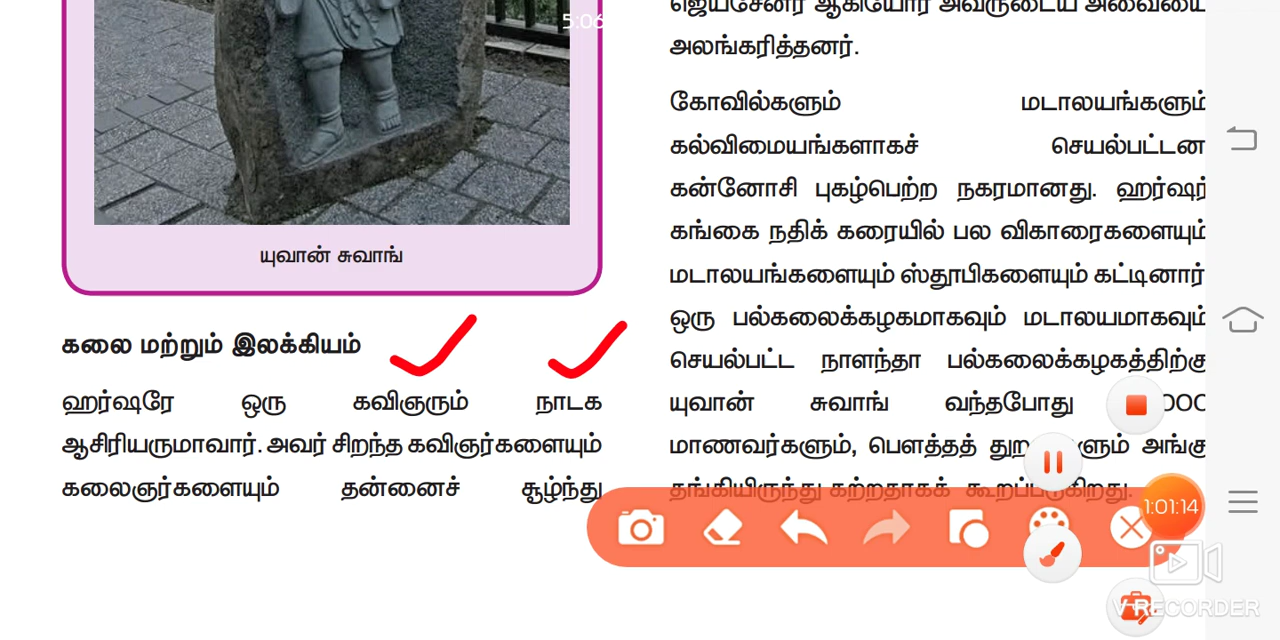 5:06
யுவான் சுவாங்
கலை மற்றும் இலக்கியம்
ஹர்ஷரே ஒரு கவிஞரும் நாடக
ஆசிரியருமாவார். அவர் சிறந்த கவிஞர்களையும்
கலைஞர்களையும் தன்னைச் சூழ்ந்து
ஜெயசேனர் ஆகியோர் அவருடைய அவையை
அலங்கரித்தனர்.
கோவில்களும் மடாலயங்களும்
கல்விமையங்களாகச் செயல்பட்டன
கன்னோசி புகழ்பெற்ற நகரமானது. ஹர்ஷர்
கங்கை நதிக் கரையில் பல விகாரைகளையும்
மடாலயங்களையும் ஸ்தூபிகளையும் கட்டினார்
ஒரு பல்கலைக்கழகமாகவும் மடாலயமாகவும்
செயல்பட்ட நாளந்தா பல்கலைக்கழகத்திற்கு
யுவான் சுவாங் வந்தபோது
மாணவர்களும், பௌத்தத் அங்கு
தங்கியிருந்து கற்றதாகக்
1:01:14
V RECORDER